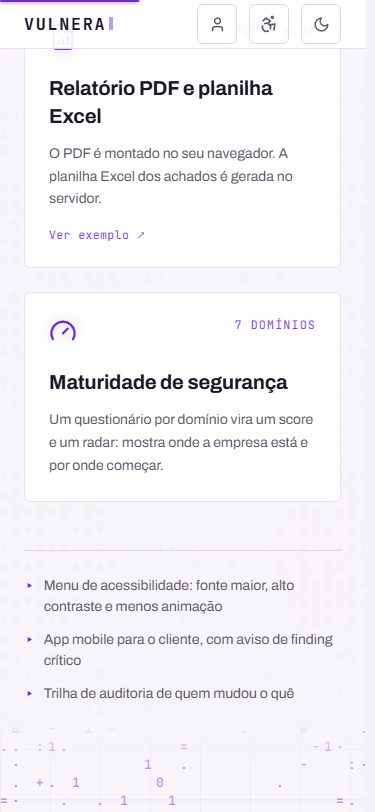 VULNERA
Relatório PDF e planilha
Excel
O PDF é montado no seu navegador. A
planilha Excel dos achados é gerada no
servidor.
Ver exemplo ↗
7 DOMÍNIOS
Maturidade de segurança
Um questionário por domínio vira um score
e um radar: mostra onde a empresa está e
por onde começar.
‣ Menu de acessibilidade: fonte maior, alto
contraste e menos animação
‣ App mobile para o cliente, com aviso de finding
crítico
‣ Trilha de auditoria de quem mudou o quê